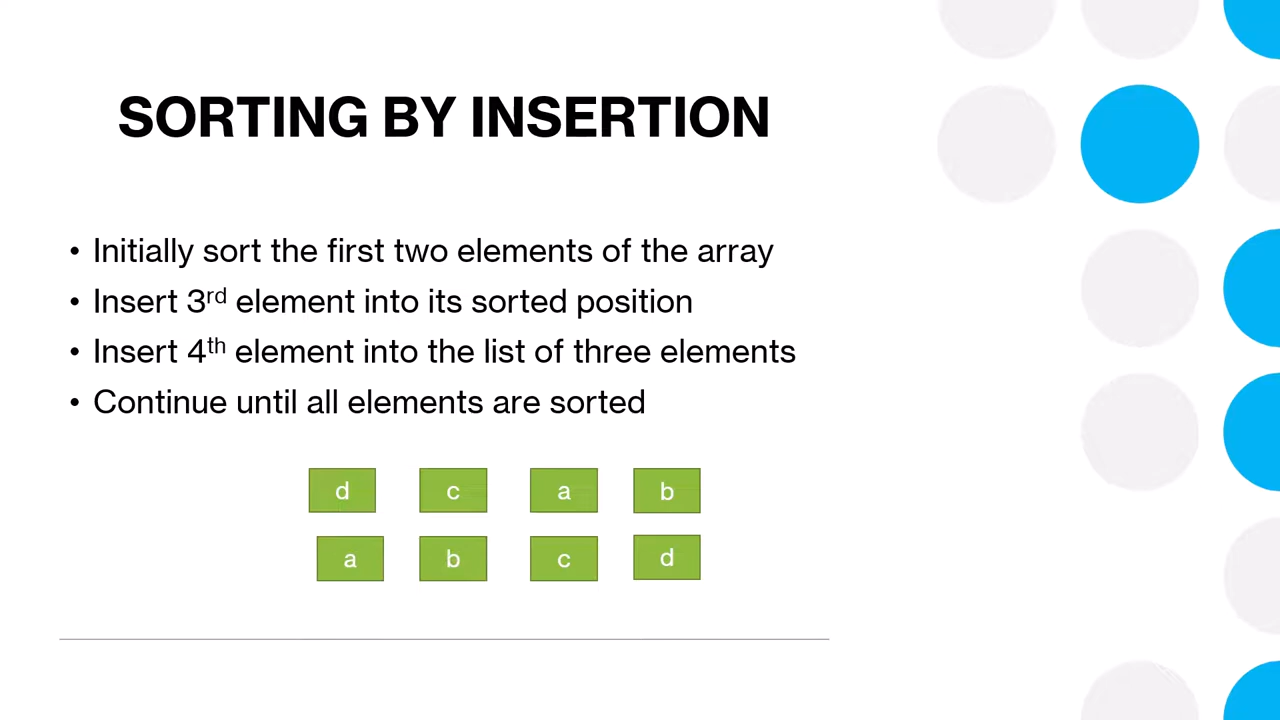 SORTING BY INSERTION
• Initially sort the first two elements of the array
• Insert 3rd element into its sorted position
• Insert 4th element into the list of three elements
• Continue until all elements are sorted
d c a b
a b c d